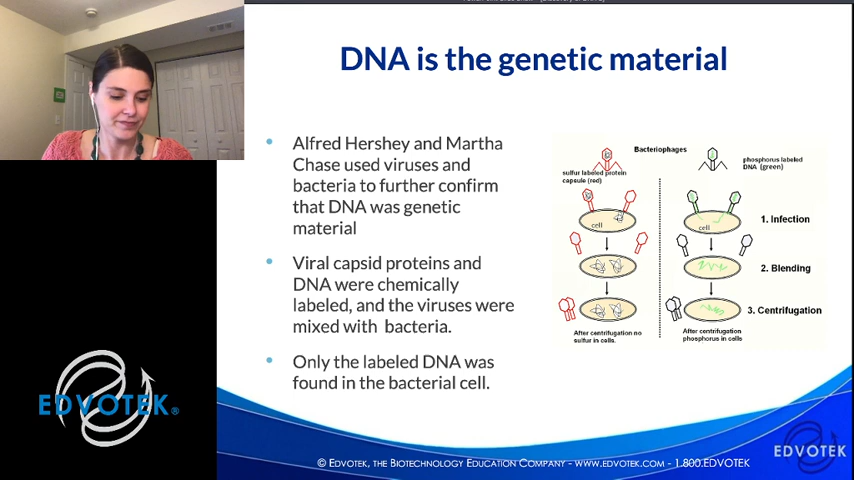 DNA is the genetic material
Alfred Hershey and Martha
Chase used viruses and
bacteria to further confirm
that DNA was genetic
material
Viral capsid proteins and
DNA were chemically
labeled, and the viruses were
mixed with bacteria.
Only the labeled DNA was
found in the bacterial cell.
Bacteriophages
sulfur labeled protein
capsule (red)
phosphorus labeled
DNA (green)
cell
cell
1. Infection
2. Blending
3. Centrifugation
After centrifugation no
sulfur in cells.
After centrifugation
phosphorus in cells
EDVOTEK®
EDVOTEK
© EDVOTEK, THE BIOTECHNOLOGY EDUCATION COMPANY - WWW.EDVOTEK.COM - 1.800.EDVOTEK